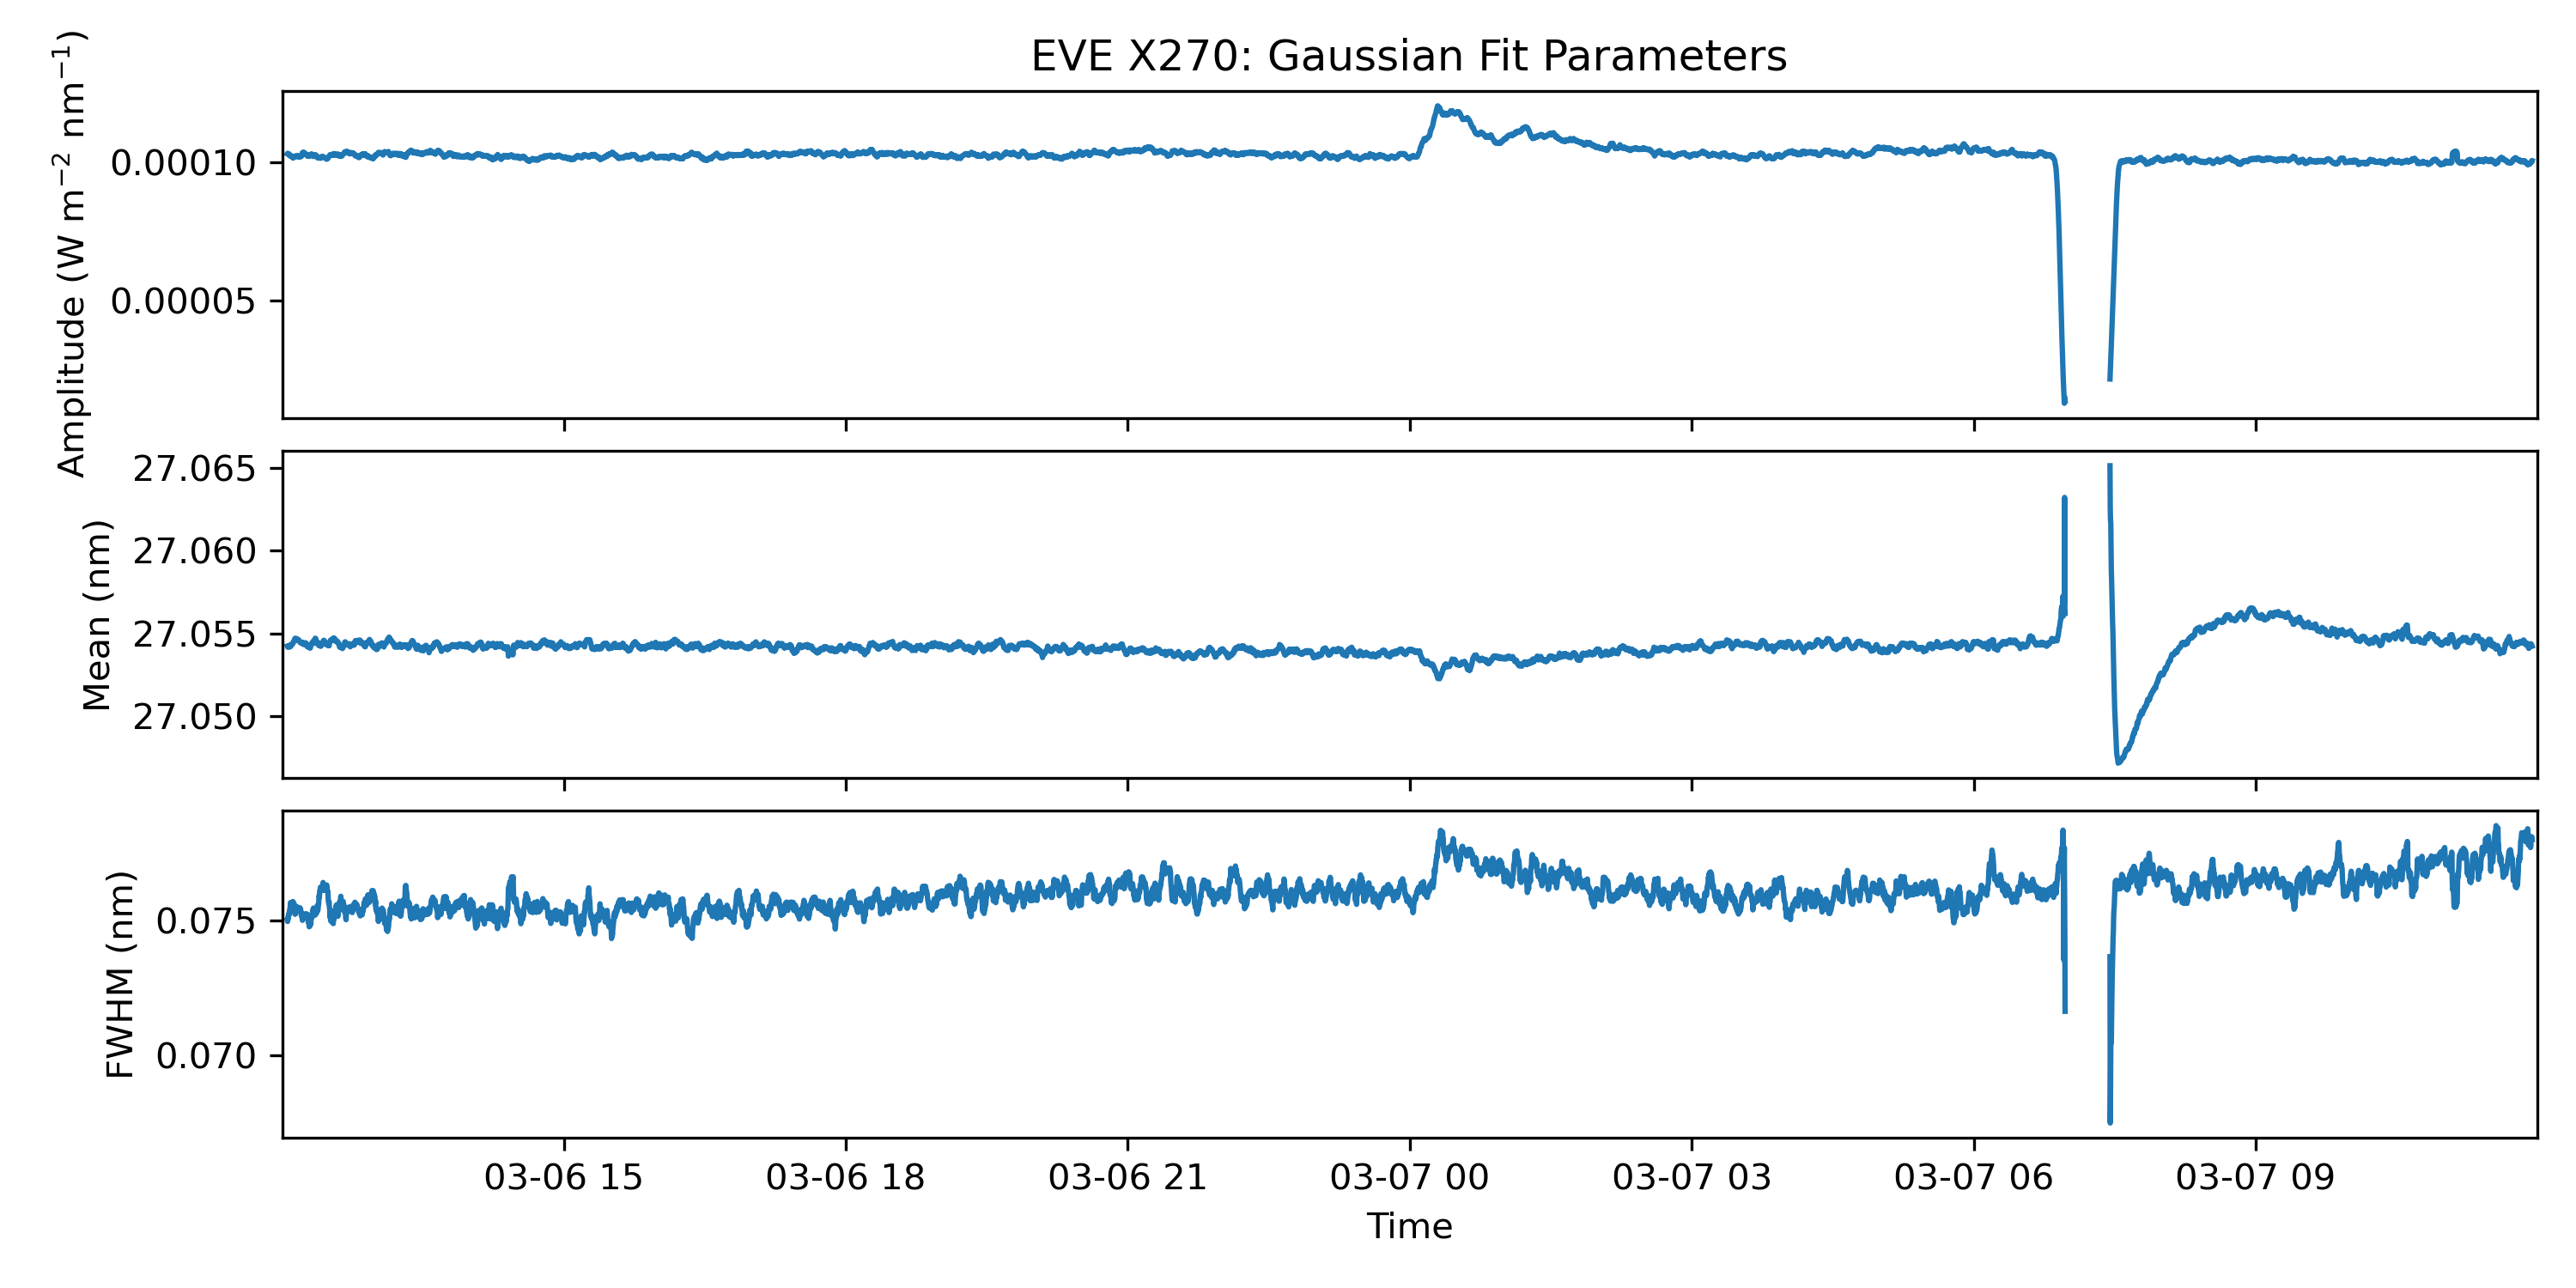 EVE X270: Gaussian Fit Parameters
Amplitude (W m⁻² nm⁻¹)
0.00010
0.00005
Mean (nm)
27.065
27.060
27.055
27.050
FWHM (nm)
0.075
0.070
03-06 15 03-06 18 03-06 21 03-07 00 03-07 03 03-07 06 03-07 09
Time